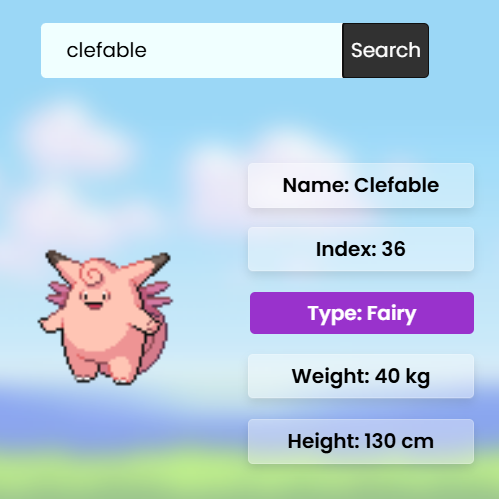 clefable Search
Name: Clefable
Index: 36
Type: Fairy
Weight: 40 kg
Height: 130 cm